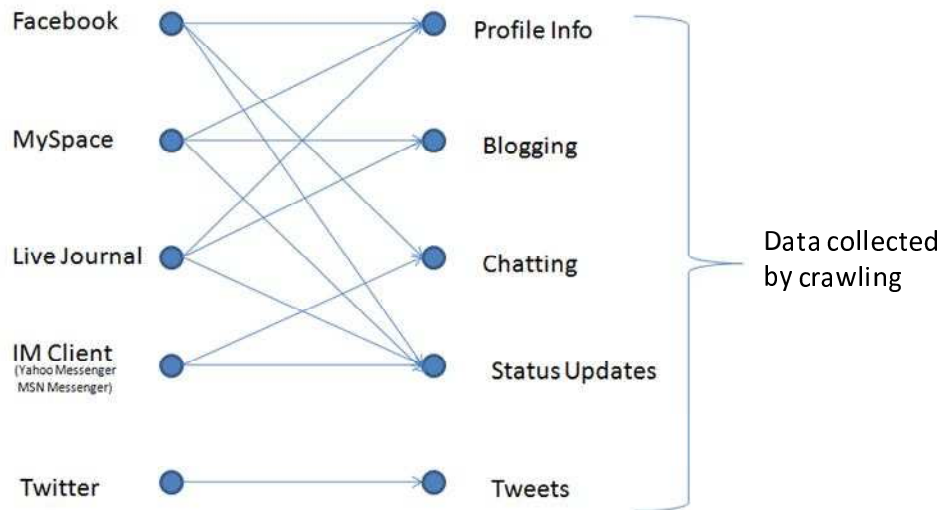 Facebook
Profile Info
MySpace
Blogging
Live Journal
Chatting
Data collected
by crawling
IM Client
(Yahoo Messenger
MSN Messenger)
Status Updates
Twitter
Tweets